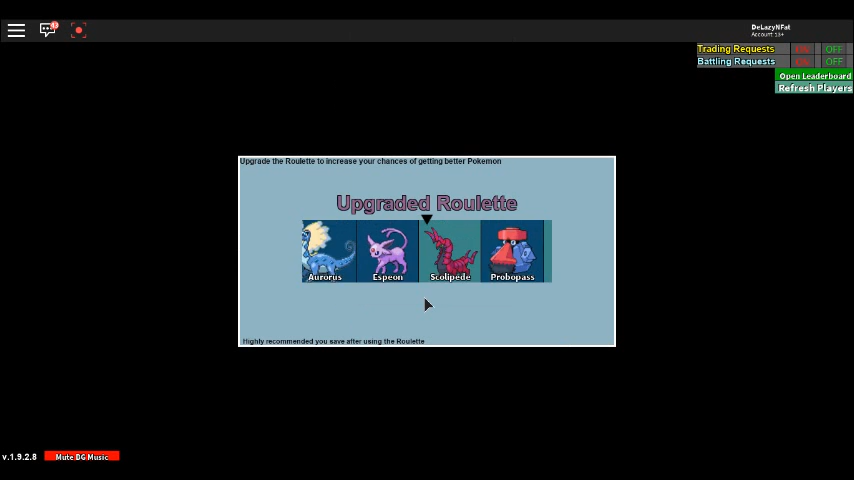 DeLazyNFat
Account: 13+
Trading Requests ON OFF
Battling Requests ON OFF
Open Leaderboard
Refresh Players
Upgrade the Roulette to increase your chances of getting better Pokemon
Upgraded Roulette
Aurorus Espeon Scolipede Probopass
Highly recommended you save after using the Roulette
v.1.9.2.8 Mute BG Music